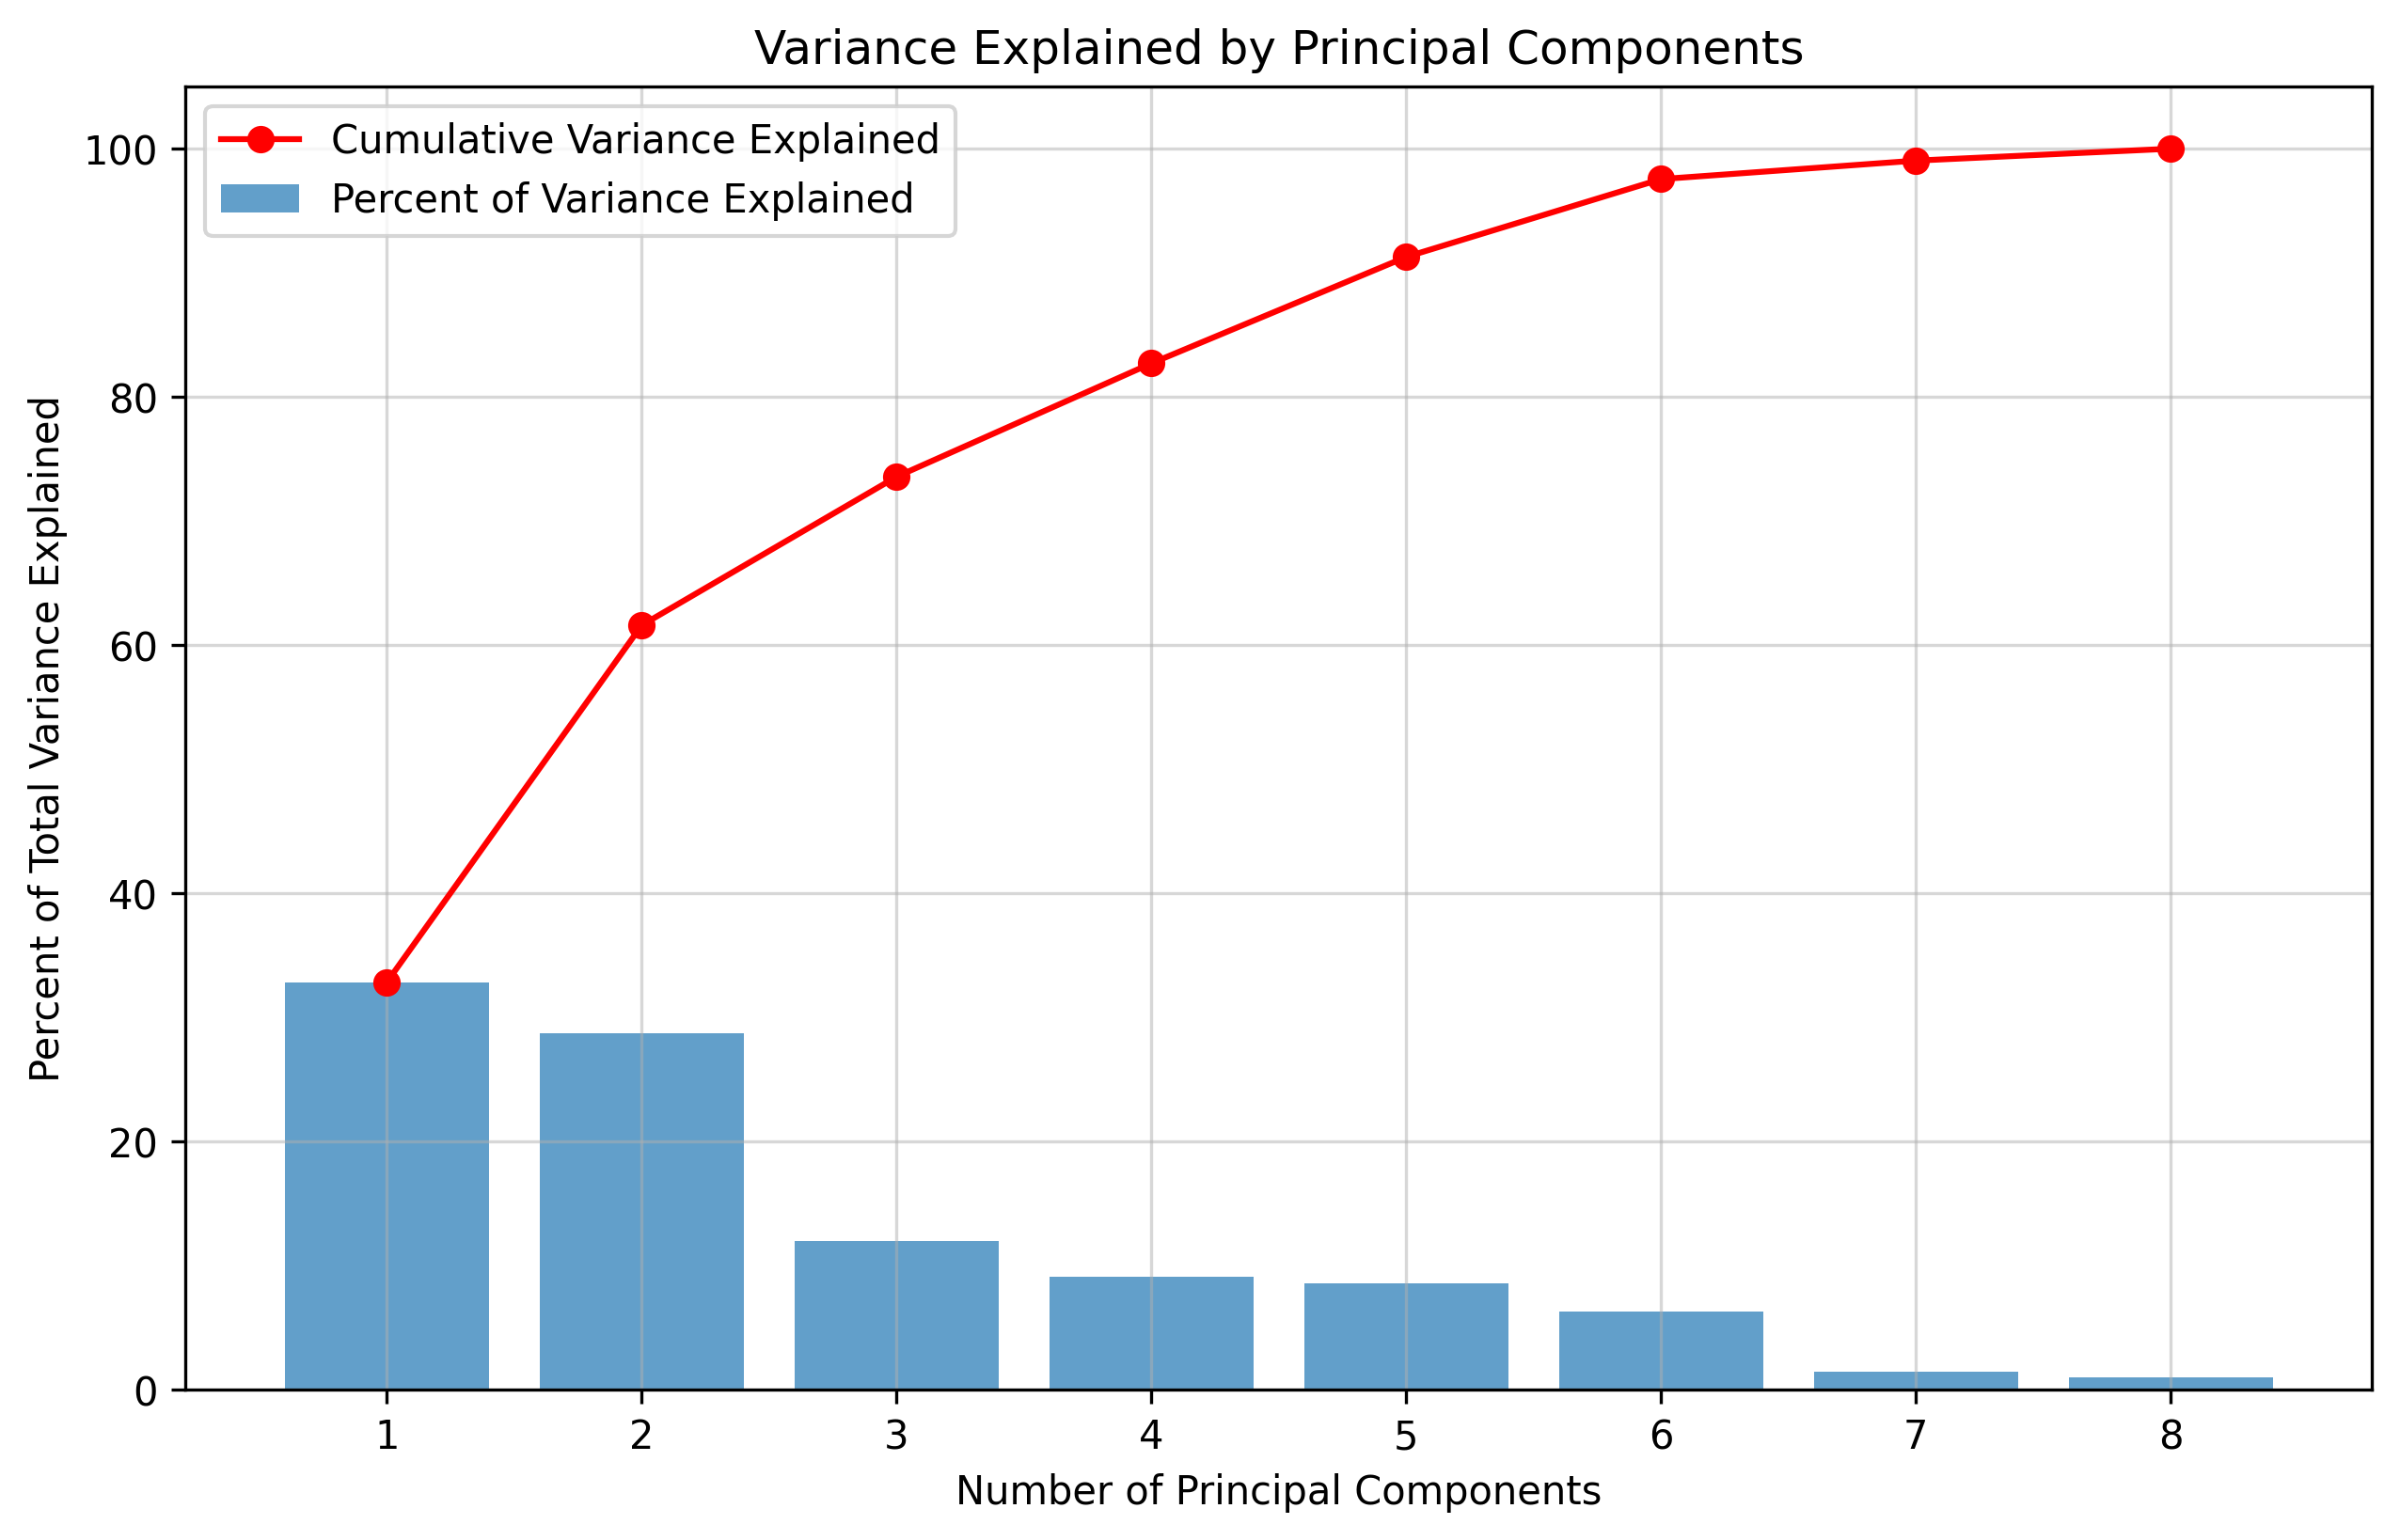 Variance Explained by Principal Components
Cumulative Variance Explained
Percent of Variance Explained
Percent of Total Variance Explained
100
80
60
40
20
0
1 2 3 4 5 6 7 8
Number of Principal Components